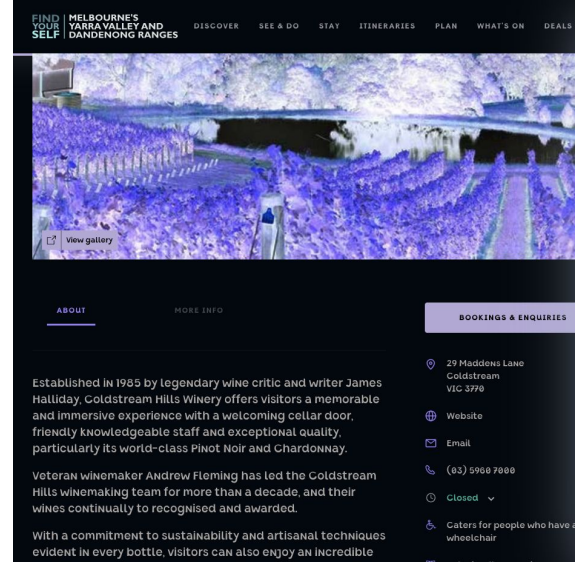 FIND YOUR SELF
MELBOURNE'S YARRA VALLEY AND DANDENONG RANGES
DISCOVER SEE & DO STAY ITINERARIES PLAN WHAT'S ON DEALS
View gallery
ABOUT MORE INFO
BOOKINGS & ENQUIRIES
Established in 1985 by legendary wine critic and writer James
Halliday, Coldstream Hills Winery offers visitors a memorable
and immersive experience with a welcoming cellar door,
friendly knowledgeable staff and exceptional quality,
particularly its world-class Pinot Noir and Chardonnay.
Veteran winemaker Andrew Fleming has led the Coldstream
Hills winemaking team for more than a decade, and their
wines continually to recognised and awarded.
With a commitment to sustainability and artisanal techniques
evident in every bottle, visitors can also enjoy an incredible
29 Maddens Lane
Coldstream
VIC 3770
Website
Email
(03) 5960 7000
Closed
Caters for people who have a
wheelchair